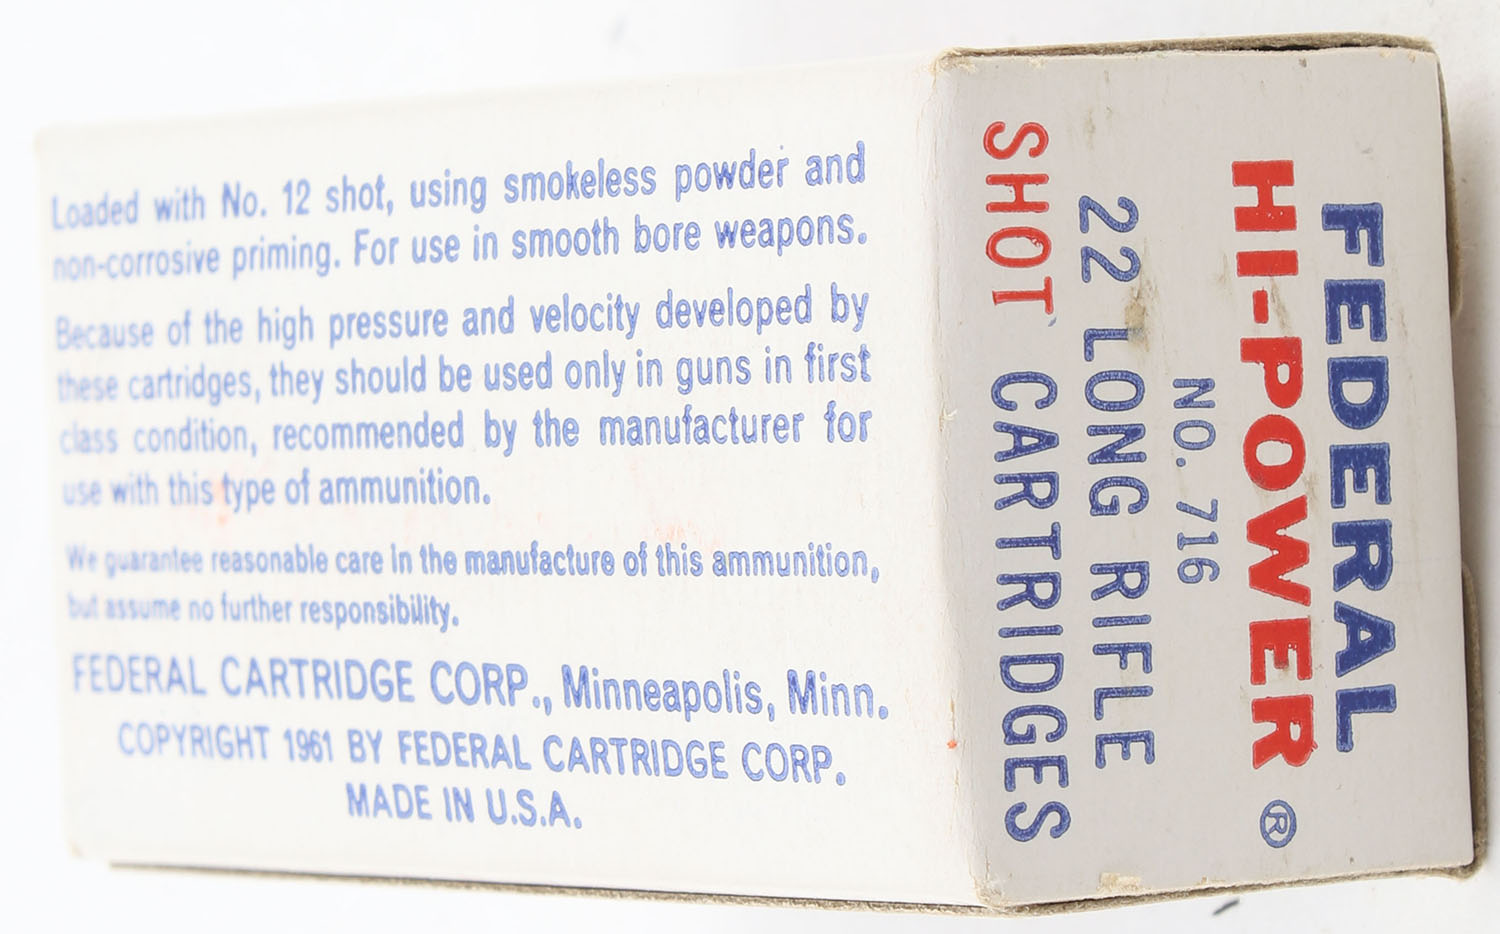 Loaded with No. 12 shot, using smokeless powder and
non-corrosive priming. For use in smooth bore weapons.
Because of the high pressure and velocity developed by
these cartridges, they should be used only in guns in first
class condition, recommended by the manufacturer for
use with this type of ammunition.
We guarantee reasonable care in the manufacture of this ammunition,
but assume no further responsibility.
FEDERAL CARTRIDGE CORP., Minneapolis, Minn.
COPYRIGHT 1961 BY FEDERAL CARTRIDGE CORP.
MADE IN U.S.A.
FEDERAL
HI-POWER ®
NO. 716
22 LONG RIFLE
SHOT CARTRIDGES